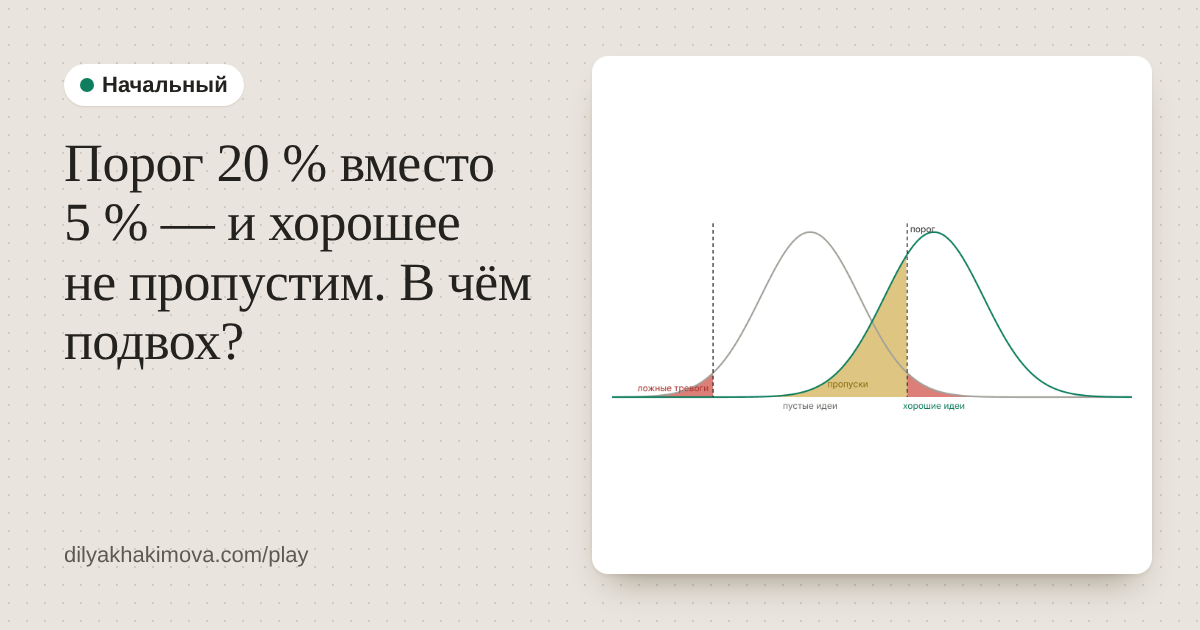 Начальный
Порог 20 % вместо
5 % — и хорошее
не пропустим. В чём
подвох?
dilyakhakimova.com/play
порог
ложные тревоги
пропуски
пустые идеи
хорошие идеи